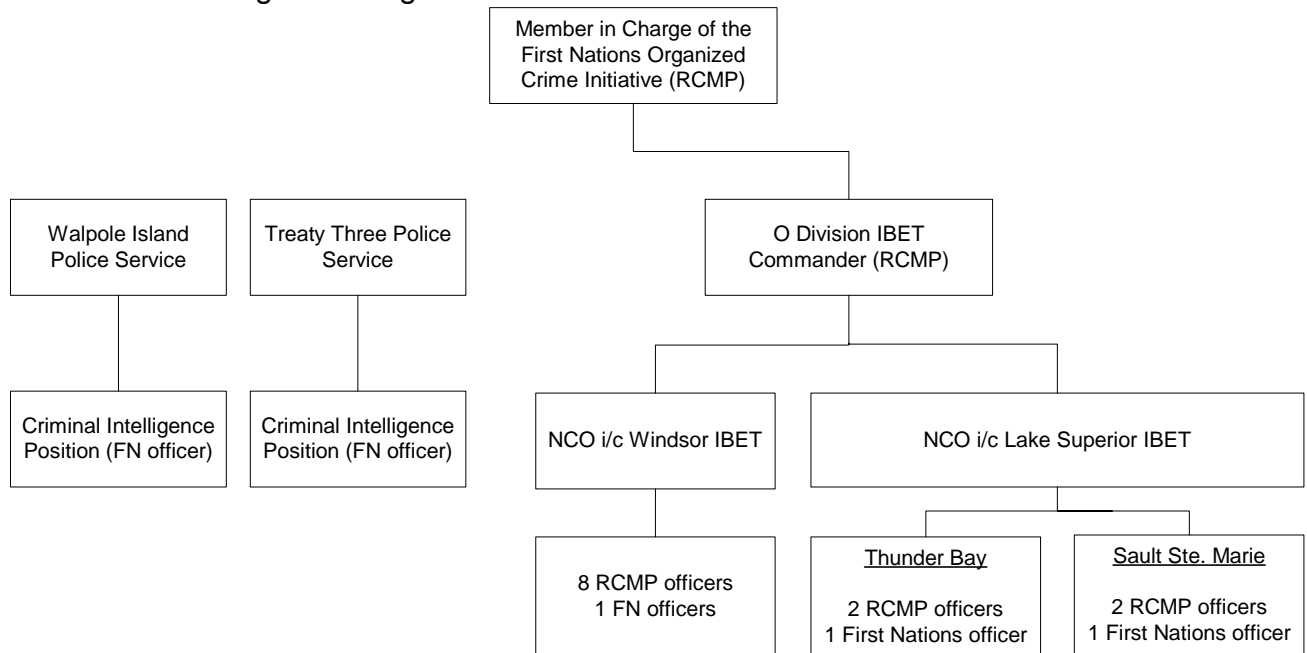 Member in Charge of the
First Nations Organized
Crime Initiative (RCMP)
Walpole Island
Police Service
Treaty Three Police
Service
O Division IBET
Commander (RCMP)
Criminal Intelligence
Position (FN officer)
Criminal Intelligence
Position (FN officer)
NCO i/c Windsor IBET
NCO i/c Lake Superior IBET
8 RCMP officers
1 FN officers
Thunder Bay
2 RCMP officers
1 First Nations officer
Sault Ste. Marie
2 RCMP officers
1 First Nations officer